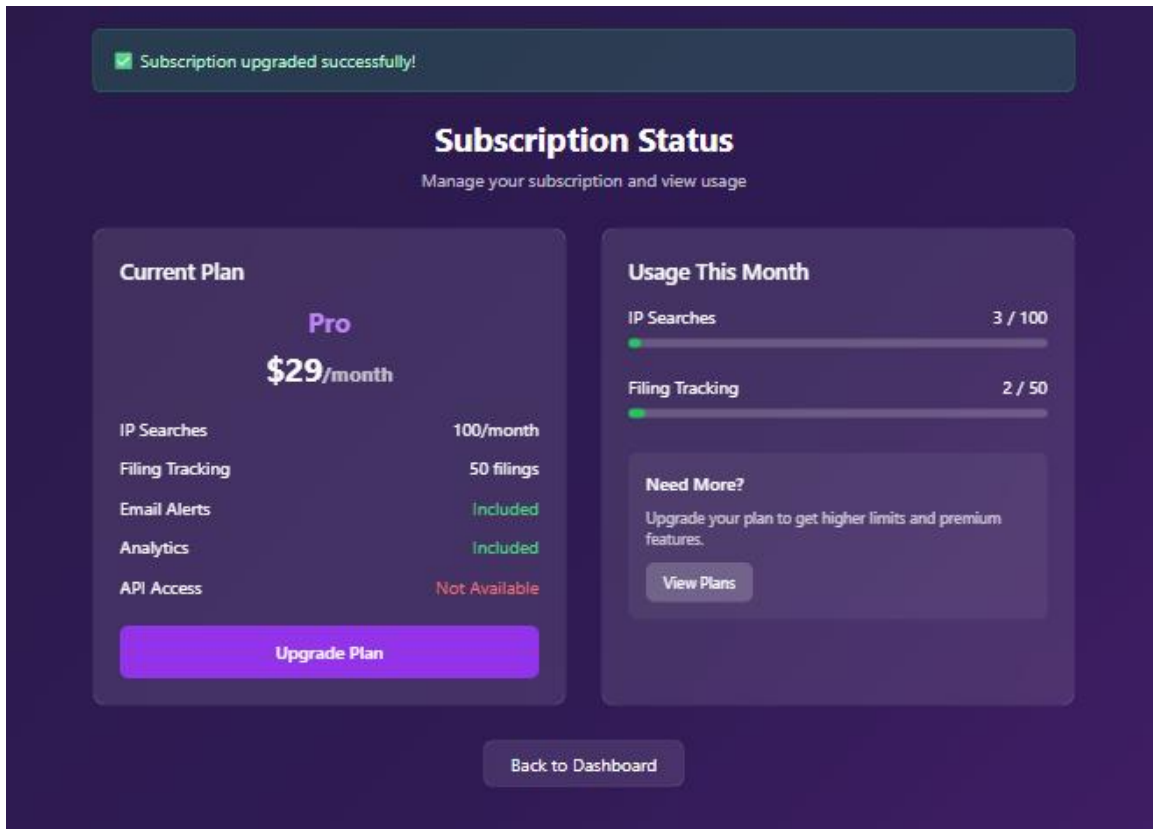 ✅ Subscription upgraded successfully!
Subscription Status
Manage your subscription and view usage
Current Plan
Pro
$29/month
IP Searches 100/month
Filing Tracking 50 filings
Email Alerts Included
Analytics Included
API Access Not Available
Upgrade Plan
Usage This Month
IP Searches 3 / 100
Filing Tracking 2 / 50
Need More?
Upgrade your plan to get higher limits and premium
features.
View Plans
Back to Dashboard